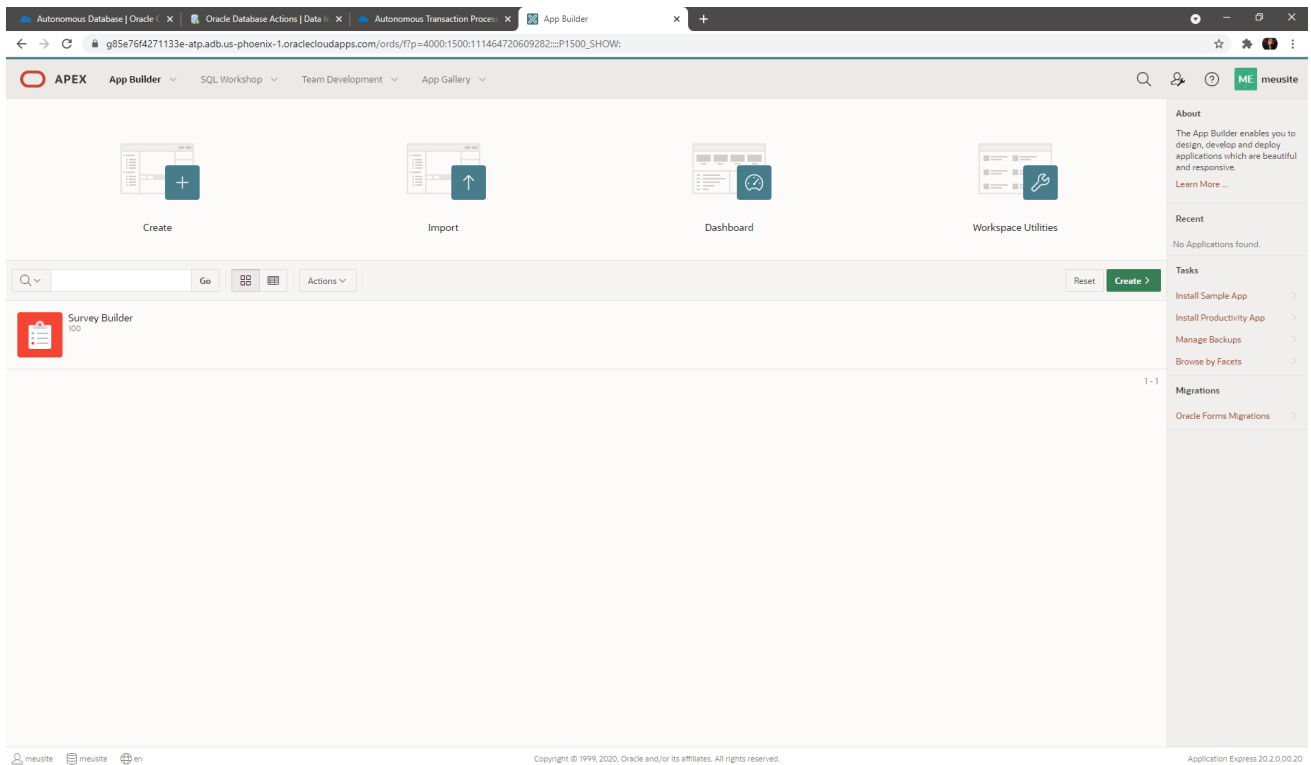 Autonomous Database | Oracle C
Oracle Database Actions | Data In
Autonomous Transaction Process
App Builder
g85e76f4271133e-atp.adb.us-phoenix-1.oraclecloudapps.com/ords/f?p=4000:1500:111464720609282::::P1500_SHOW:
APEX App Builder SQL Workshop Team Development App Gallery ME meusite
Create Import Dashboard Workspace Utilities
Go Actions Reset Create >
Survey Builder
100
1 - 1
About
The App Builder enables you to
design, develop and deploy
applications which are beautiful
and responsive.
Learn More ...
Recent
No Applications found.
Tasks
Install Sample App
Install Productivity App
Manage Backups
Browse by Facets
Migrations
Oracle Forms Migrations
meusite meusite en Copyright © 1999, 2020, Oracle and/or its affiliates. All rights reserved. Application Express 20.2.0.00.20